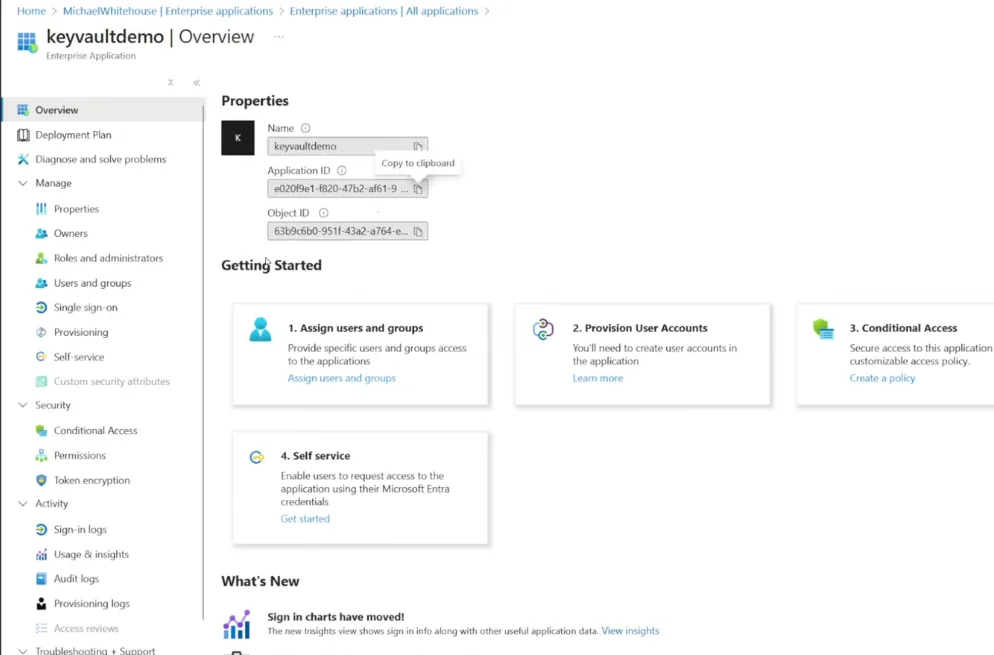 Home > MichaelWhitehouse | Enterprise applications > Enterprise applications | All applications >
keyvaultdemo | Overview ...
Enterprise Application
Overview
Deployment Plan
Diagnose and solve problems
Manage
Properties
Owners
Roles and administrators
Users and groups
Single sign-on
Provisioning
Self-service
Custom security attributes
Security
Conditional Access
Permissions
Token encryption
Activity
Sign-in logs
Usage & insights
Audit logs
Provisioning logs
Access reviews
Troubleshooting + Support
Properties
K
Name
keyvaultdemo
Copy to clipboard
Application ID
e020f9e1-f820-47b2-af61-9 ...
Object ID
63b9c6b0-951f-43a2-a764-e...
Getting Started
1. Assign users and groups
Provide specific users and groups access
to the applications
Assign users and groups
2. Provision User Accounts
You'll need to create user accounts in
the application
Learn more
3. Conditional Access
Secure access to this application
customizable access policy.
Create a policy
4. Self service
Enable users to request access to the
application using their Microsoft Entra
credentials
Get started
What's New
Sign in charts have moved!
The new Insights view shows sign in info along with other useful application data. View insights